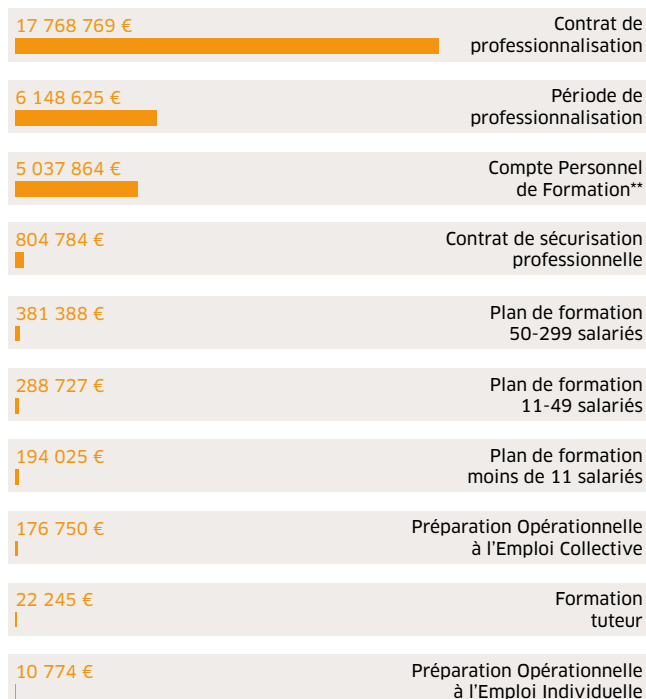 17 768 769 €
Contrat de
professionnalisation
6 148 625 €
Période de
professionnalisation
5 037 864 €
Compte Personnel
de Formation**
804 784 €
Contrat de sécurisation
professionnelle
381 388 €
Plan de formation
50-299 salariés
288 727 €
Plan de formation
11-49 salariés
194 025 €
Plan de formation
moins de 11 salariés
176 750 €
Préparation Opérationnelle
à l'Emploi Collective
22 245 €
Formation
tuteur
10 774 €
Préparation Opérationnelle
à l'Emploi Individuelle